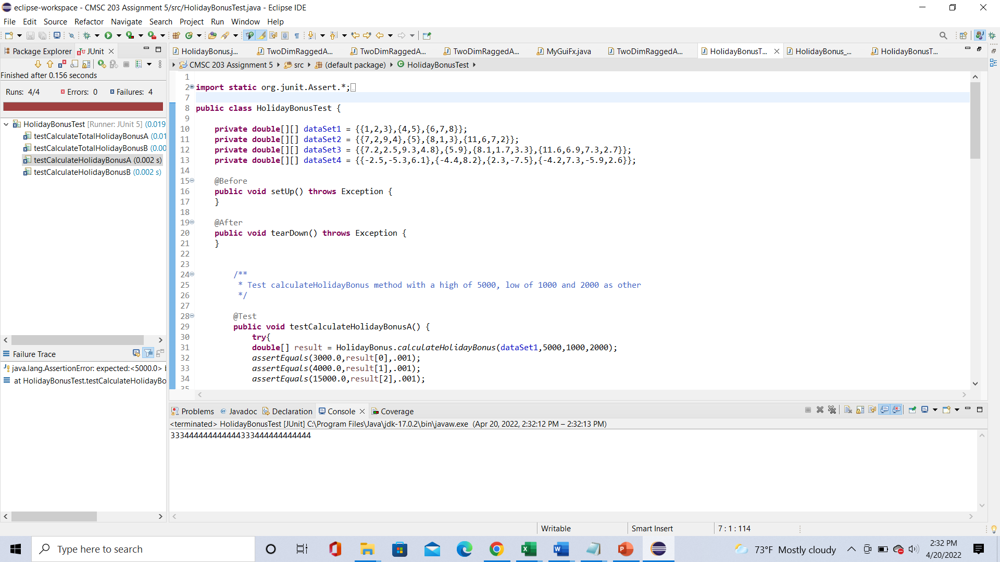 eclipse-workspace - CMSC 203 Assignment 5/src/HolidayBonusTest.java - Eclipse IDE
File Edit Source Refactor Navigate Search Project Run Window Help
Package Explorer JUnit
Finished after 0.156 seconds
Runs: 4/4 Errors: 0 Failures: 4
HolidayBonusTest [Runner: JUnit 5] (0.019
testCalculateTotalHolidayBonusA (0.01
testCalculateTotalHolidayBonusB (0.00
testCalculateHolidayBonusA (0.002 s)
testCalculateHolidayBonusB (0.002 s)
Failure Trace
java.lang.AssertionError: expected:<5000.0>
at HolidayBonusTest.testCalculateHolidayBo
HolidayBonus.j... TwoDimRaggedA... TwoDimRaggedA... TwoDimRaggedA... MyGuiFx.java TwoDimRaggedA... HolidayBonusT... HolidayBonus_... HolidayBonusT...
CMSC 203 Assignment 5 src (default package) HolidayBonusTest
1
2 import static org.junit.Assert.*;
7
8 public class HolidayBonusTest {
9
10 private double[][] dataSet1 = {{1,2,3},{4,5},{6,7,8}};
11 private double[][] dataSet2 = {{7,2,9,4},{5},{8,1,3},{11,6,7,2}};
12 private double[][] dataSet3 = {{7.2,2.5,9.3,4.8},{5.9},{8.1,1.7,3.3},{11.6,6.9,7.3,2.7}};
13 private double[][] dataSet4 = {{-2.5,-5.3,6.1},{-4.4,8.2},{2.3,-7.5},{-4.2,7.3,-5.9,2.6}};
14
15 @Before
16 public void setUp() throws Exception {
17 }
18
19 @After
20 public void tearDown() throws Exception {
21 }
22
23
24 /**
25 * Test calculateHolidayBonus method with a high of 5000, low of 1000 and 2000 as other
26 */
27
28 @Test
29 public void testCalculateHolidayBonusA() {
30 try{
31 double[] result = HolidayBonus.calculateHolidayBonus(dataSet1,5000,1000,2000);
32 assertEquals(3000.0,result[0],.001);
33 assertEquals(4000.0,result[1],.001);
34 assertEquals(15000.0,result[2],.001);
35
Problems Javadoc Declaration Console Coverage
<terminated> HolidayBonusTest [JUnit] C:\Program Files\Java\jdk-17.0.2\bin\javaw.exe (Apr 20, 2022, 2:32:12 PM – 2:32:13 PM)
333444444444444333444444444444
Writable Smart Insert 7 : 1 : 114
Type here to search
73°F Mostly cloudy
2:32 PM
4/20/2022